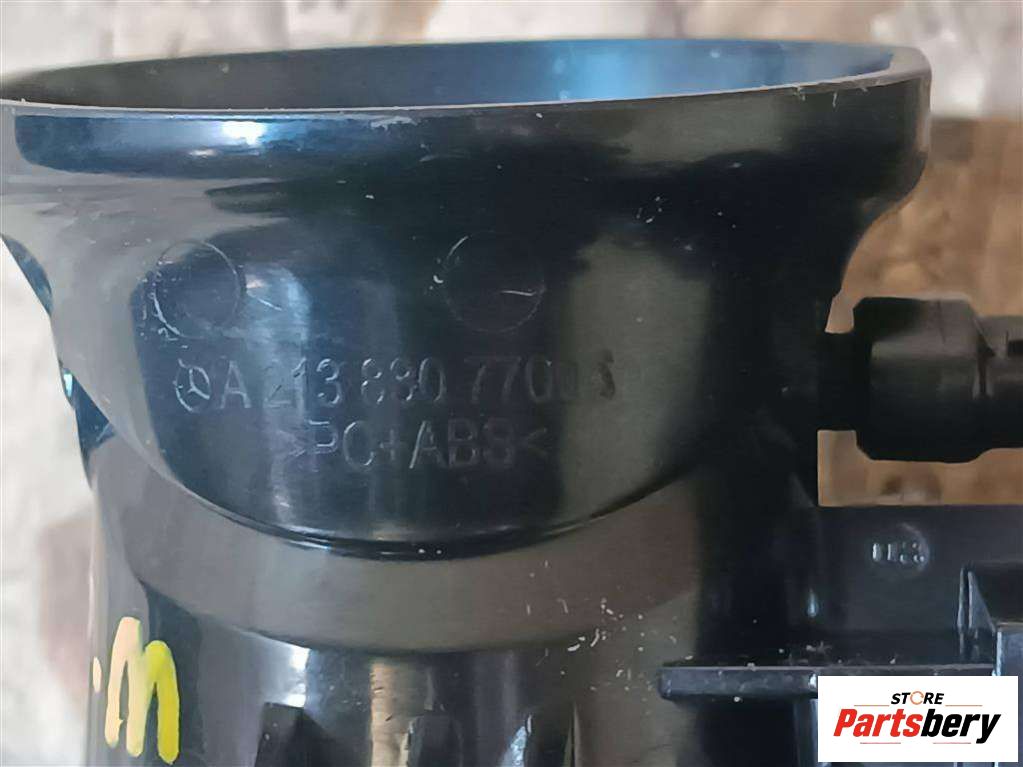 A 213 830 7700
>PC+ABS<
STORE
Partsbery